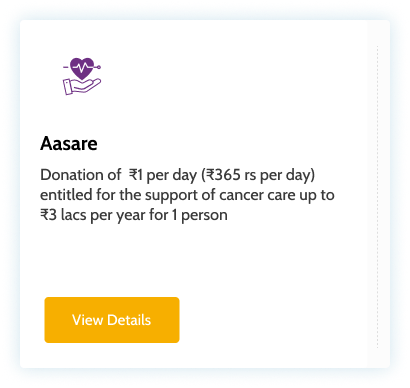 Aasare
Donation of ₹1 per day (₹365 rs per day)
entitled for the support of cancer care up to
₹3 lacs per year for 1 person
View Details